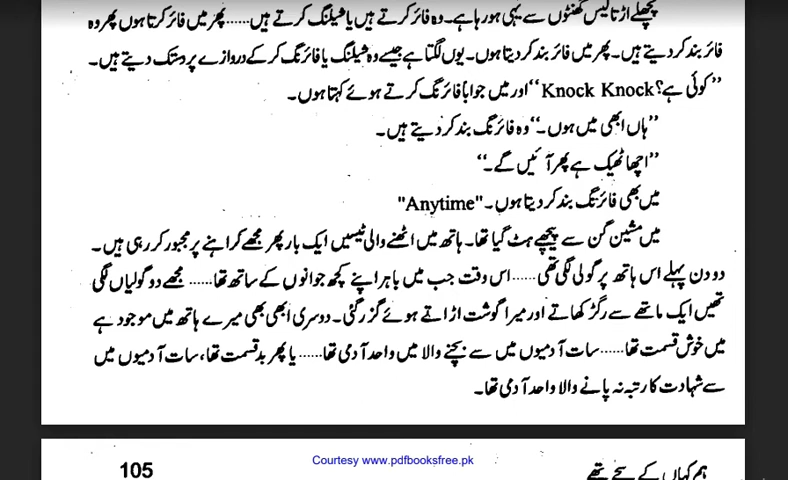 پچھلے اڑتالیس گھنٹوں سے یہی ہو رہا ہے۔ وہ فائر کرتے ہیں یا شیلنگ کرتے ہیں ...... پھر میں فائر کرتا ہوں پھر وہ
فائر بند کر دیتے ہیں۔ پھر میں فائر بند کر دیتا ہوں۔ یوں لگتا ہے جیسے وہ شیلنگ یا فائرنگ کر کے دروازے پر دستک دیتے ہیں۔
”کوئی ہے؟ Knock Knock“ اور میں جواباً فائرنگ کرتے ہوئے کہتا ہوں۔
”ہاں ابھی میں ہوں۔“ وہ فائرنگ بند کر دیتے ہیں۔
”اچھا ٹھیک ہے پھر آئیں گے۔“
میں بھی فائرنگ بند کر دیتا ہوں۔ "Anytime"
میں مشین گن سے پیچھے ہٹ گیا تھا۔ ہاتھ میں اٹھنے والی ٹیسیں ایک بار پھر مجھے کراہنے پر مجبور کر رہی ہیں۔
دو دن پہلے اس ہاتھ پر گولی لگی تھی ...... اس وقت جب میں باہر اپنے کچھ جوانوں کے ساتھ تھا ...... مجھے دو گولیاں لگی
تھیں ایک ماتھے سے رگڑ کھاتے اور میرا گوشت اڑاتے ہوئے گزر گئی۔ دوسری ابھی بھی میرے ہاتھ میں موجود ہے
میں خوش قسمت تھا ...... سات آدمیوں میں سے بچنے والا میں واحد آدمی تھا ...... یا پھر بدقسمت تھا، سات آدمیوں میں
سے شہادت کا رتبہ نہ پانے والا واحد آدمی تھا۔
105 Courtesy www.pdfbooksfree.pk ہم کہاں کے سچے تھے